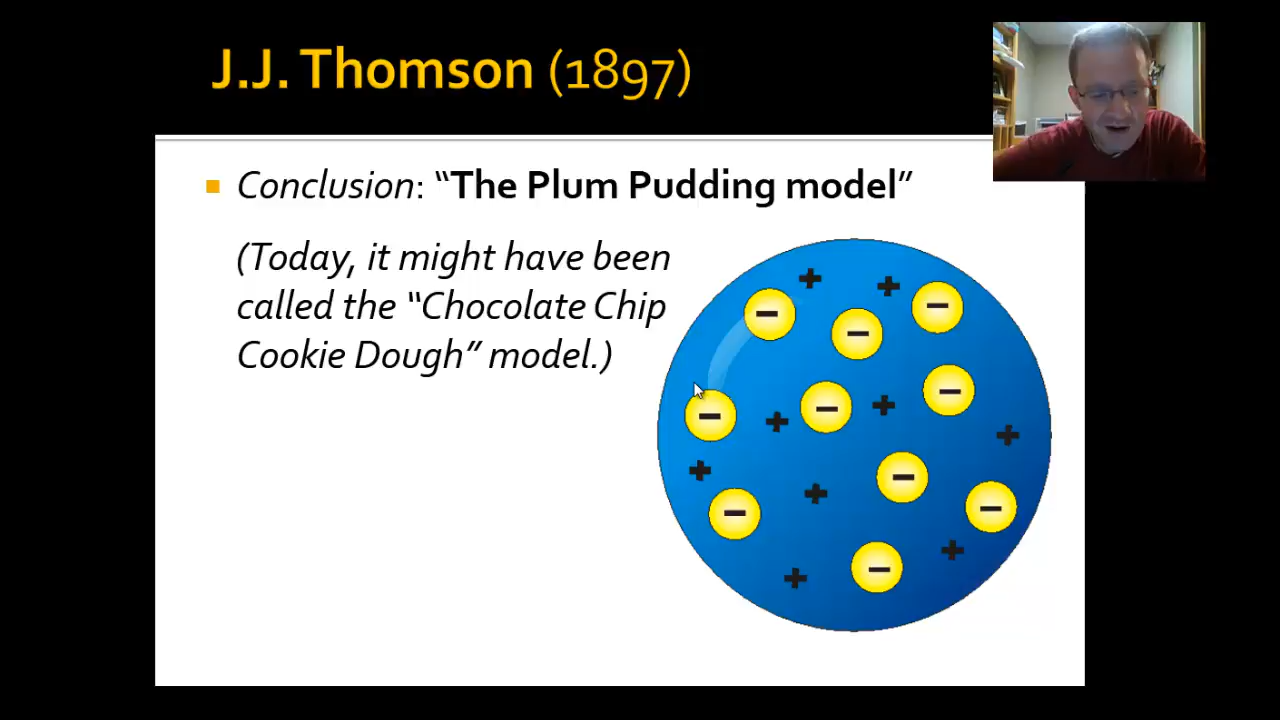 J.J. Thomson (1897)
Conclusion: “The Plum Pudding model”
(Today, it might have been
called the “Chocolate Chip
Cookie Dough” model.)
+ +
− − −
− − − + −
+ +
+ + −
− −
− +
+